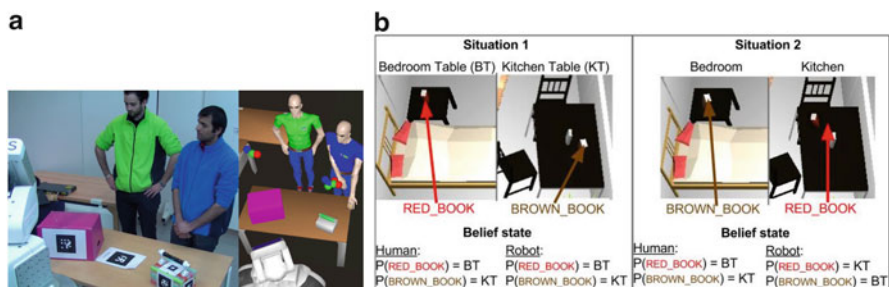 a
b
Situation 1
Bedroom Table (BT) Kitchen Table (KT)
RED_BOOK
BROWN_BOOK
Belief state
Human:
P(RED_BOOK) = BT
P(BROWN_BOOK) = KT
Robot:
P(RED_BOOK) = BT
P(BROWN_BOOK) = KT
Situation 2
Bedroom
Kitchen
BROWN_BOOK
RED_BOOK
Belief state
Human:
P(RED_BOOK) = BT
P(BROWN_BOOK) = KT
Robot:
P(RED_BOOK) = KT
P(BROWN_BOOK) = BT